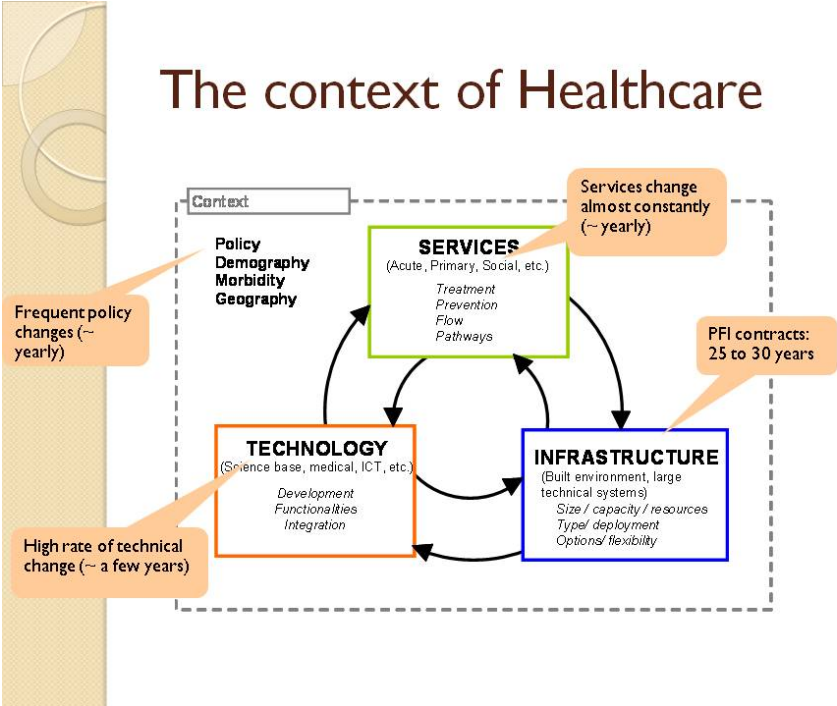 The context of Healthcare
Context
Policy
Demography
Morbidity
Geography
Services change
almost constantly
(~ yearly)
SERVICES
(Acute, Primary, Social, etc.)
Treatment
Prevention
Flow
Pathways
Frequent policy
changes (~
yearly)
PFI contracts:
25 to 30 years
TECHNOLOGY
(Science base, medical, ICT, etc.)
Development
Functionalities
Integration
INFRASTRUCTURE
(Built environment, large
technical systems)
Size / capacity / resources
Type/ deployment
Options/ flexibility
High rate of technical
change (~ a few years)